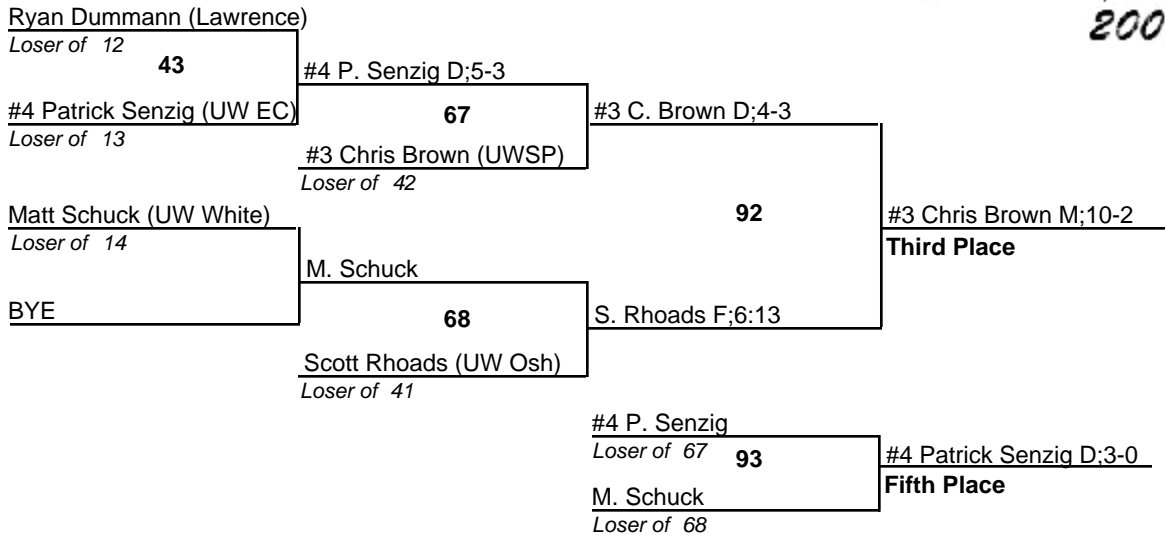 200
Ryan Dummann (Lawrence)
Loser of 12
43
#4 P. Senzig D;5-3
#4 Patrick Senzig (UW EC)
Loser of 13
67
#3 C. Brown D;4-3
#3 Chris Brown (UWSP)
Loser of 42
Matt Schuck (UW White)
Loser of 14
92
#3 Chris Brown M;10-2
Third Place
M. Schuck
BYE
68
S. Rhoads F;6:13
Scott Rhoads (UW Osh)
Loser of 41
#4 P. Senzig
Loser of 67
93
#4 Patrick Senzig D;3-0
Fifth Place
M. Schuck
Loser of 68